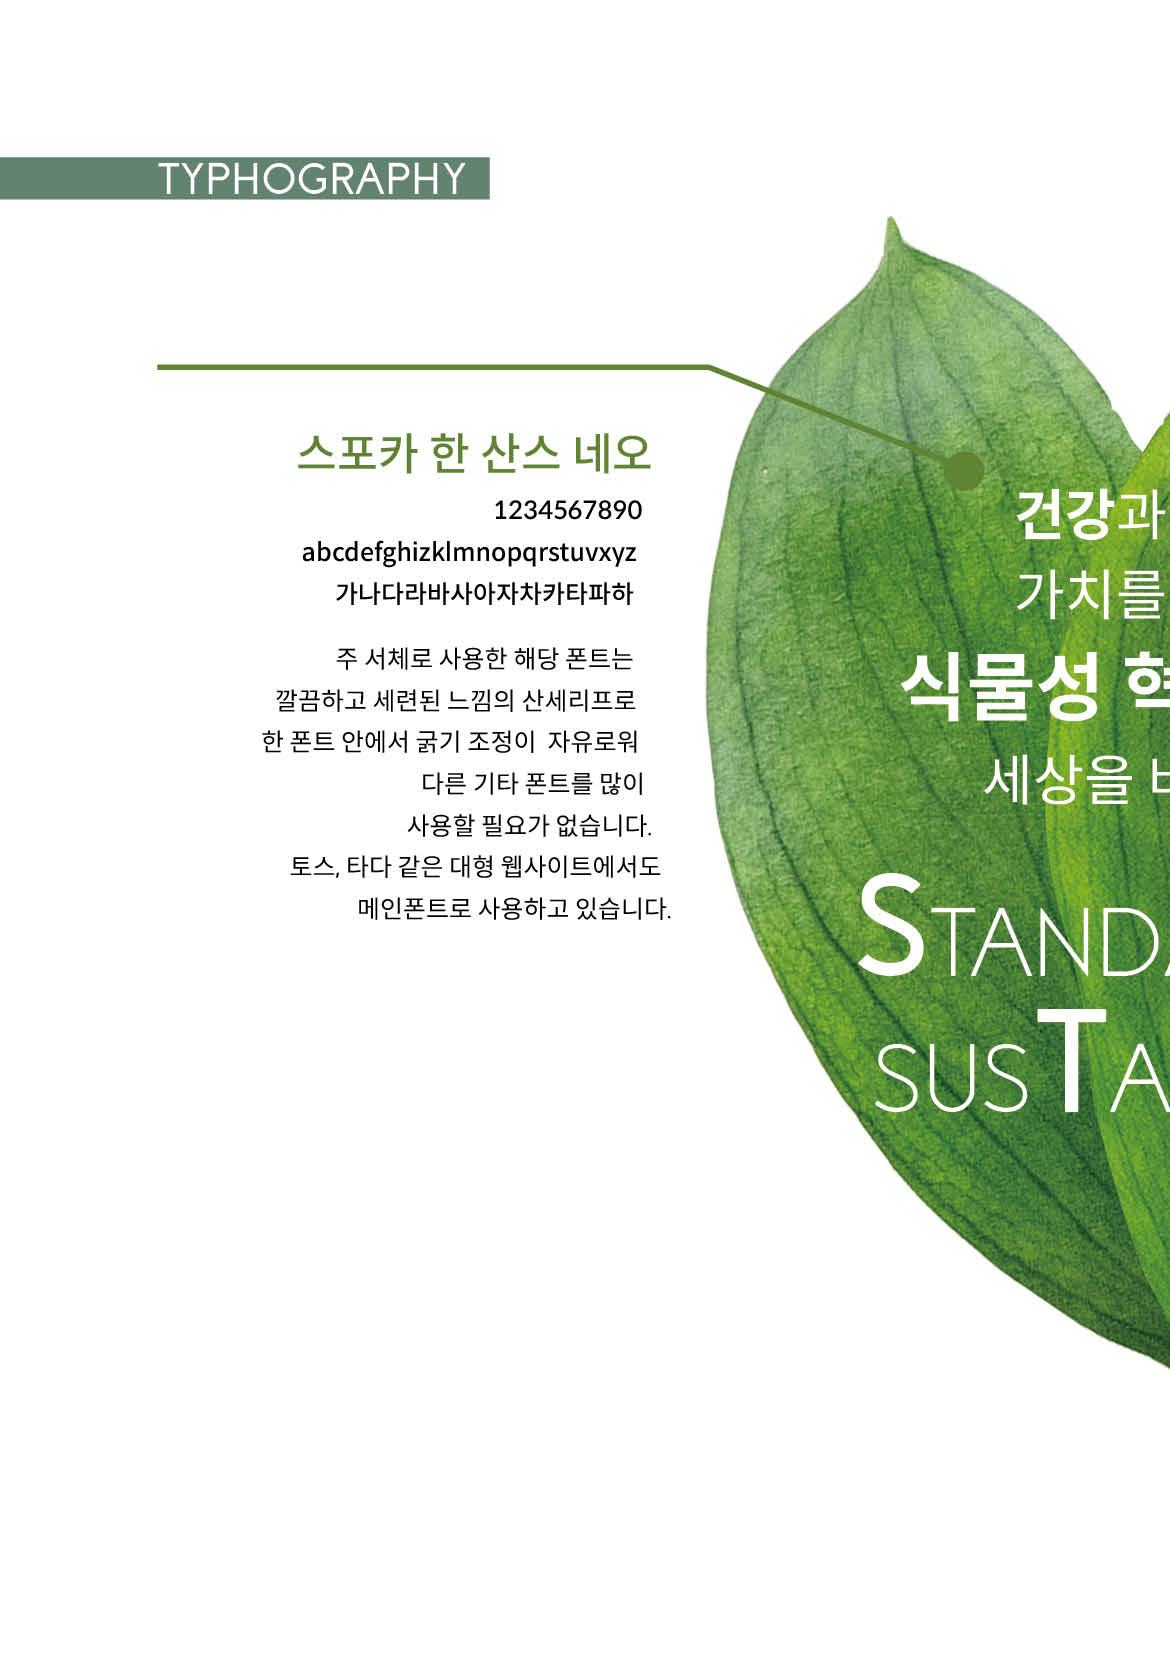 TYPHOGRAPHY
스포카 한 산스 네오
1234567890
abcdefghizklmnopqrstuvxyz
가나다라바사아자차카타파하
주 서체로 사용한 해당 폰트는
깔끔하고 세련된 느낌의 산세리프로
한 폰트 안에서 굵기 조정이 자유로워
다른 기타 폰트를 많이
사용할 필요가 없습니다.
토스, 타다 같은 대형 웹사이트에서도
메인폰트로 사용하고 있습니다.
건강과
가치를
식물성
세상을
STANDA
SUSTA